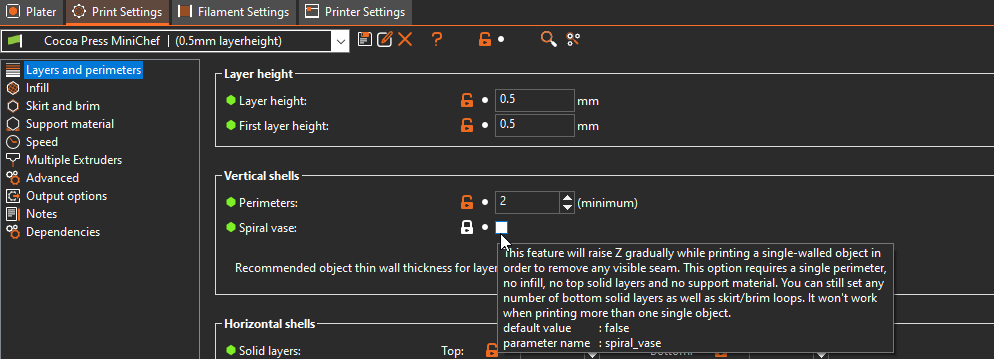 Plater Print Settings Filament Settings Printer Settings
Cocoa Press MiniChef | (0.5mm layerheight) ?
Layers and perimeters
Infill
Skirt and brim
Support material
Speed
Multiple Extruders
Advanced
Output options
Notes
Dependencies
Layer height
Layer height: 0.5 mm
First layer height: 0.5 mm
Vertical shells
Perimeters: 2 (minimum)
Spiral vase:
Recommended object thin wall thickness for layer
This feature will raise Z gradually while printing a single-walled object in
order to remove any visible seam. This option requires a single perimeter,
no infill, no top solid layers and no support material. You can still set any
number of bottom solid layers as well as skirt/brim loops. It won't work
when printing more than one single object.
default value : false
parameter name : spiral_vase
Horizontal shells
Solid layers: Top: